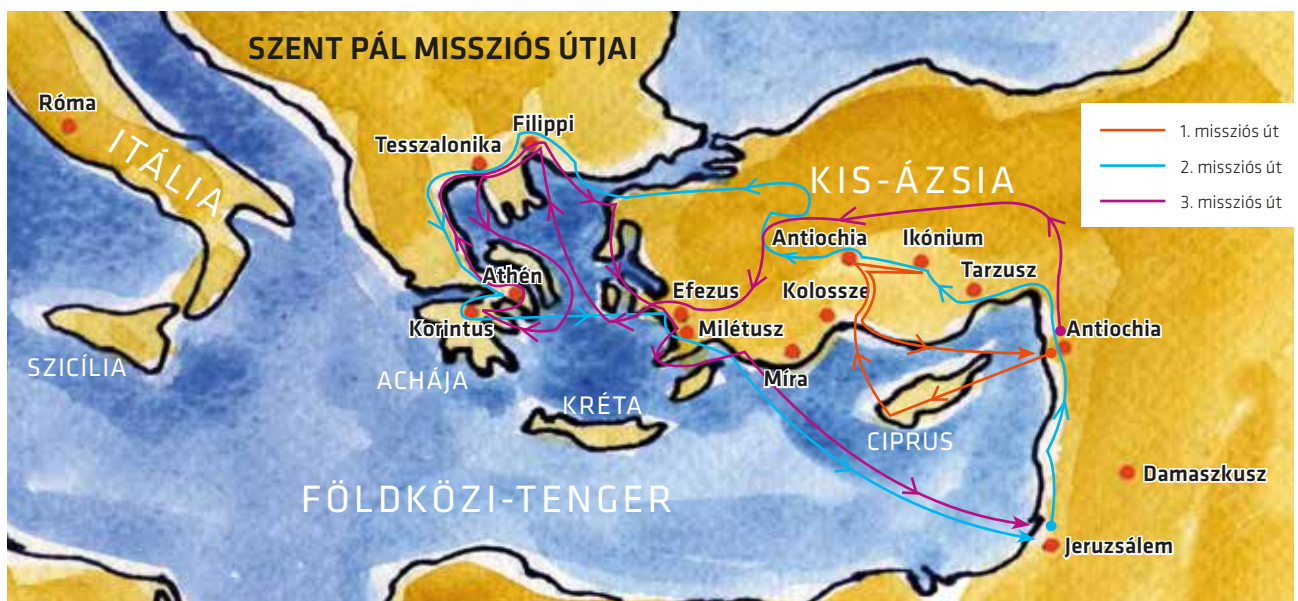 SZENT PÁL MISSZIÓS ÚTJAI
Róma
ITÁLIA
Tesszalonika
Filippi
KIS-ÁZSIA
1. missziós út
2. missziós út
3. missziós út
Antiochia
Ikónium
Tarzusz
Athén
Efezus
Kolossze
Korintus
Milétusz
Antiochia
SZICÍLIA
ACHÁJA
Míra
KRÉTA
CIPRUS
Damaszkusz
FÖLDKÖZI-TENGER
Jeruzsálem